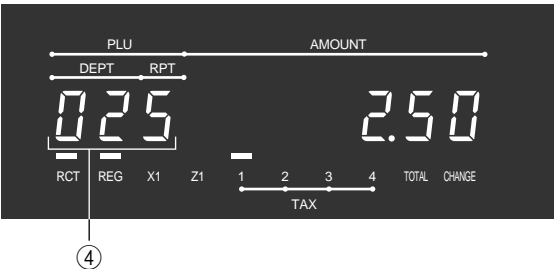 PLU AMOUNT
DEPT RPT
025 2.50
RCT REG X1 Z1 1 2 3 4 TOTAL CHANGE
TAX
④